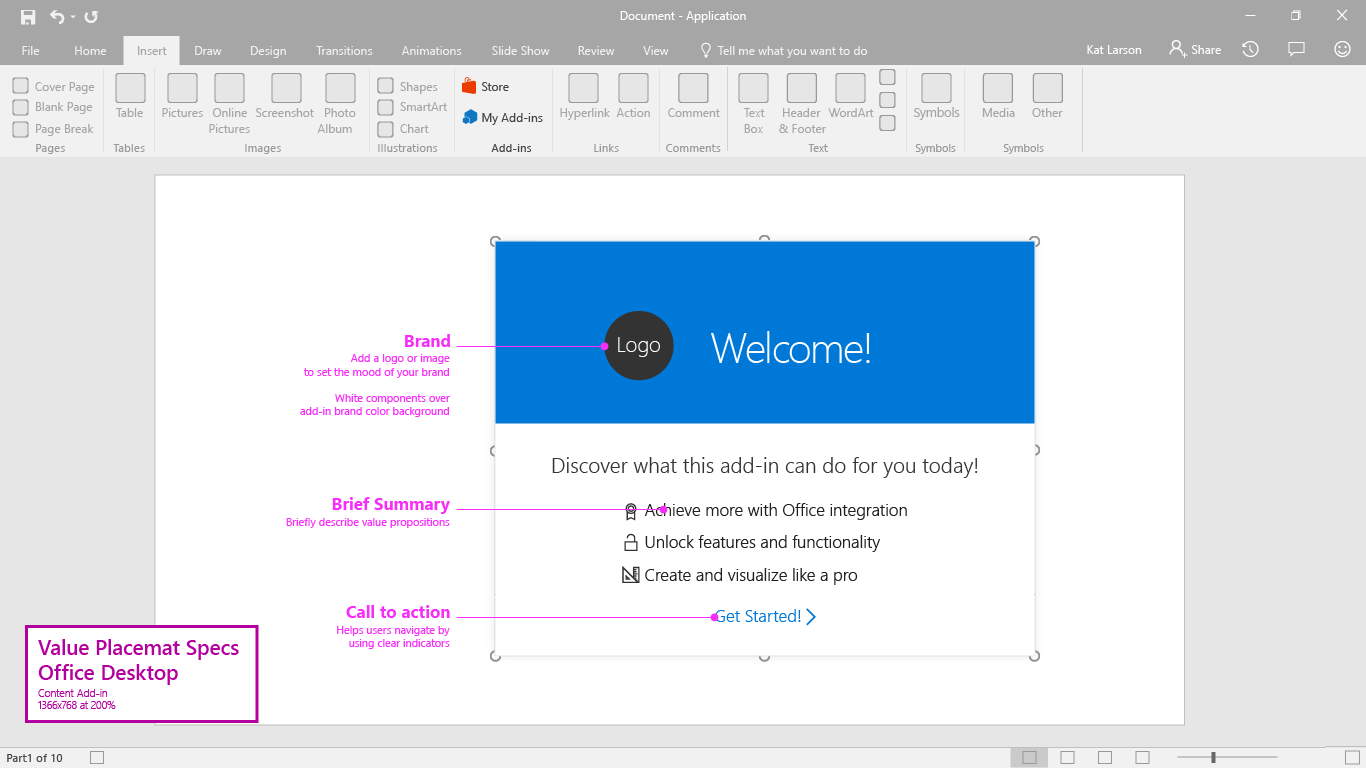 Document - Application
File Home Insert Draw Design Transitions Animations Slide Show Review View Tell me what you want to do Kat Larson Share
Cover Page
Blank Page
Page Break
Pages
Table
Tables
Pictures
Online
Pictures
Screenshot
Photo
Album
Images
Shapes
SmartArt
Chart
Illustrations
Store
My Add-ins
Add-ins
Hyperlink
Action
Links
Comment
Comments
Text
Box
Header
& Footer
WordArt
Text
Symbols
Symbols
Media
Other
Symbols
Brand
Add a logo or image
to set the mood of your brand
White components over
add-in brand color background
Logo
Welcome!
Discover what this add-in can do for you today!
Brief Summary
Briefly describe value propositions
Achieve more with Office integration
Unlock features and functionality
Create and visualize like a pro
Call to action
Helps users navigate by
using clear indicators
Get Started!
Value Placemat Specs
Office Desktop
Content Add-in
1366x768 at 200%
Part1 of 10